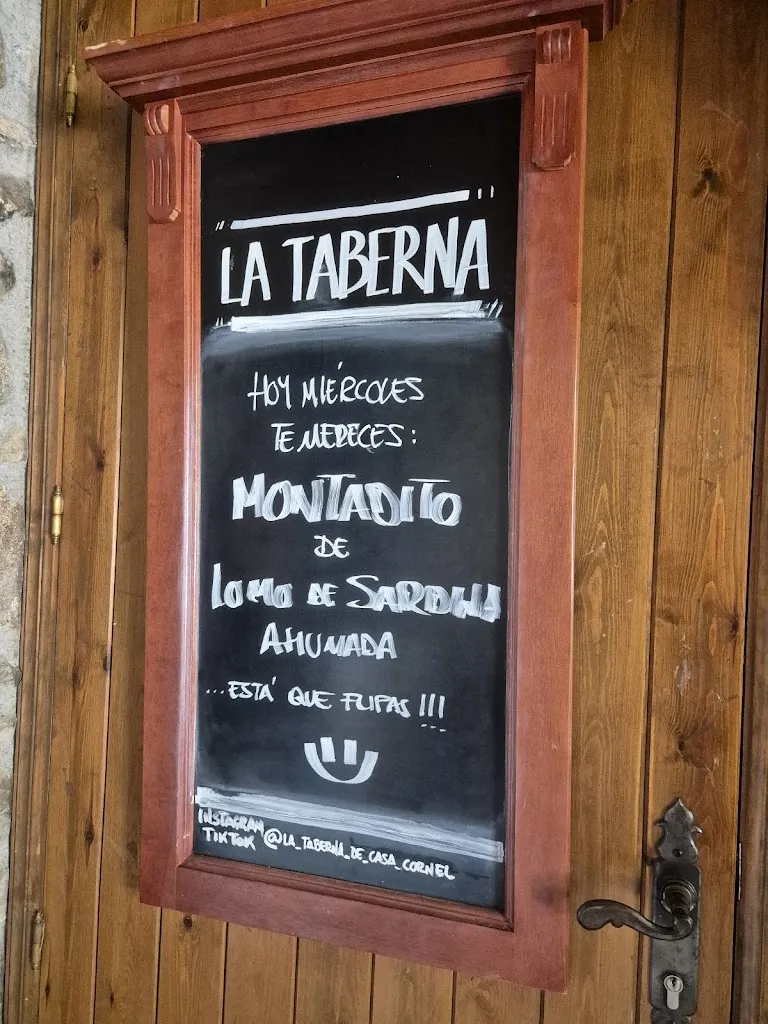 LA TABERNA
HOY MIÉRCOLES
TE MERECES:
MONTADITO
DE
LOMO DE SARDINA
AHUMADA
...ESTÁ QUE FLIPAS !!!
INSTAGRAM
TIKTOK @LA_TABERNA_DE_CASA_CORNEL